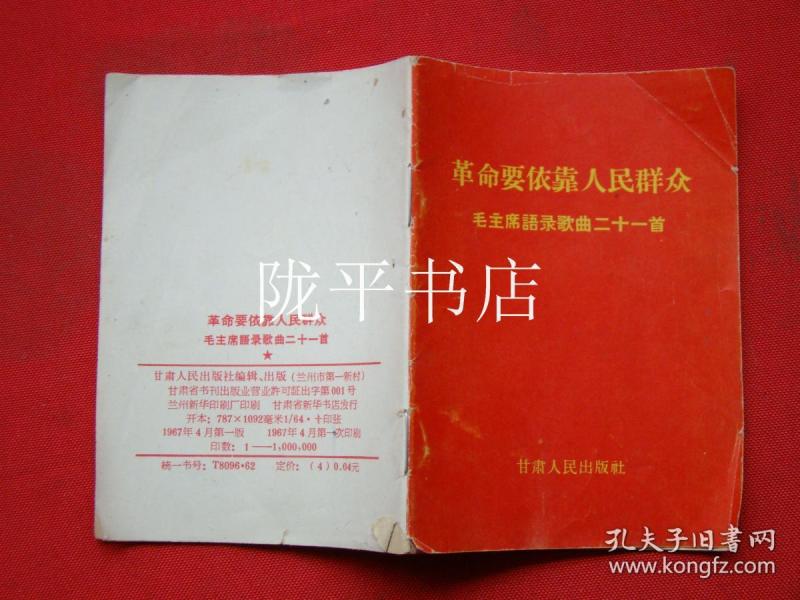 革命要依靠人民群众
毛主席語录歌曲二十一首
甘肃人民出版社
革命要依靠人民群众
毛主席語录歌曲二十一首
★
甘肃人民出版社编辑、出版（兰州市第一新村）
甘肃省书刊出版业营业許可証出字第001号
兰州新华印刷厂印刷 甘肃省新华书店发行
开本：787×1092毫米1/64·印张
1967年4月第一版 1967年4月第一次印刷
印数：1——1,000,000
統一书号：T8096·62 定价：(4) 0.04元
陇平书店
孔夫子旧書网
www.kongfz.com